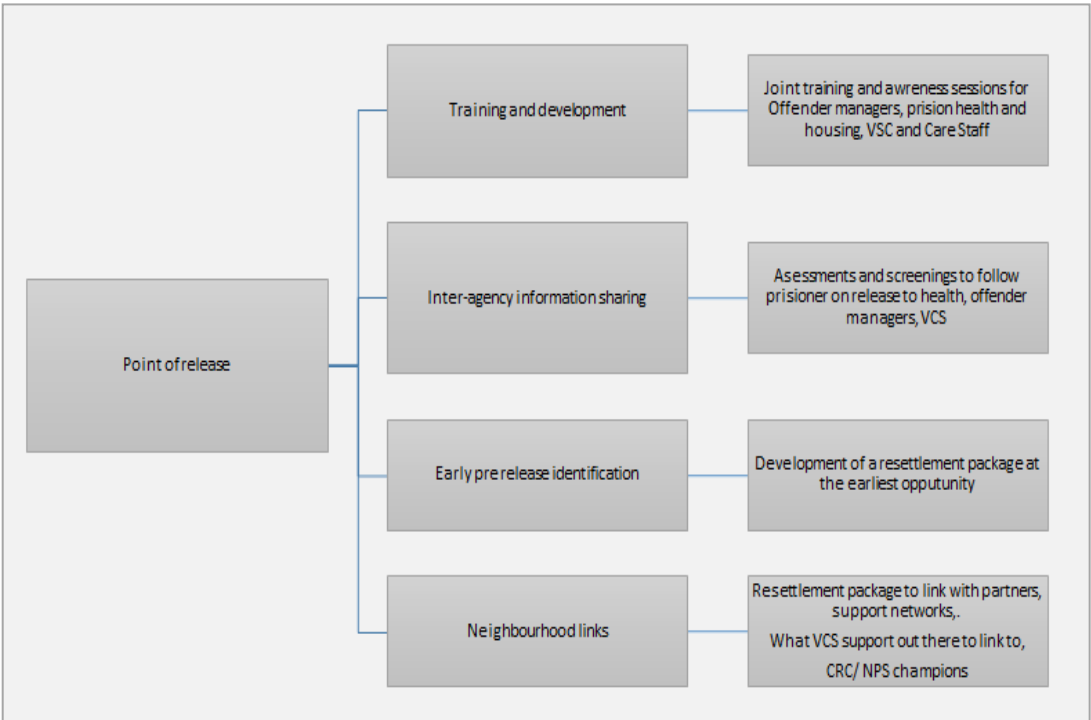 Point of release
Training and development
Joint training and awreness sessions for
Offender managers, prision health and
housing, VSC and Care Staff
Inter-agency information sharing
Asessments and screenings to follow
prisioner on release to health, offender
managers, VCS
Early pre release identification
Development of a resettlement package at
the earliest opputunity
Neighbourhood links
Resettlement package to link with partners,
support networks,.
What VCS support out there to link to,
CRC/ NPS champions